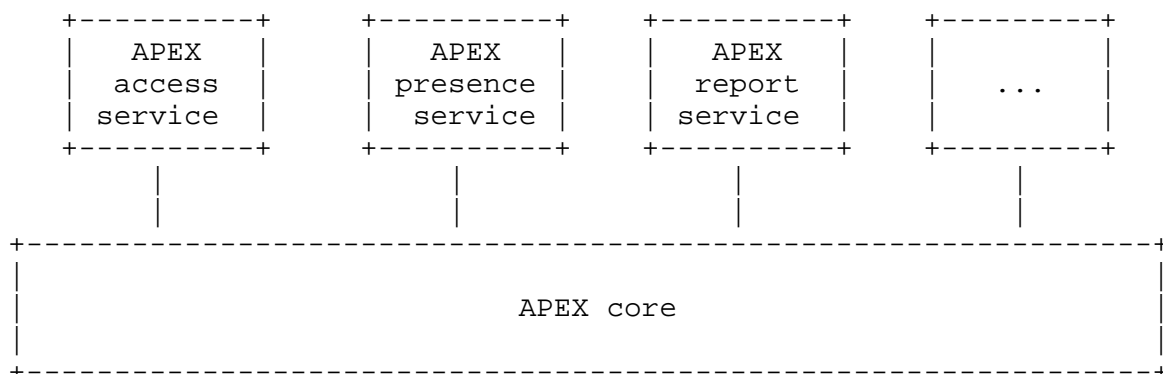 APEX APEX APEX
access presence report ...
service service service
APEX core